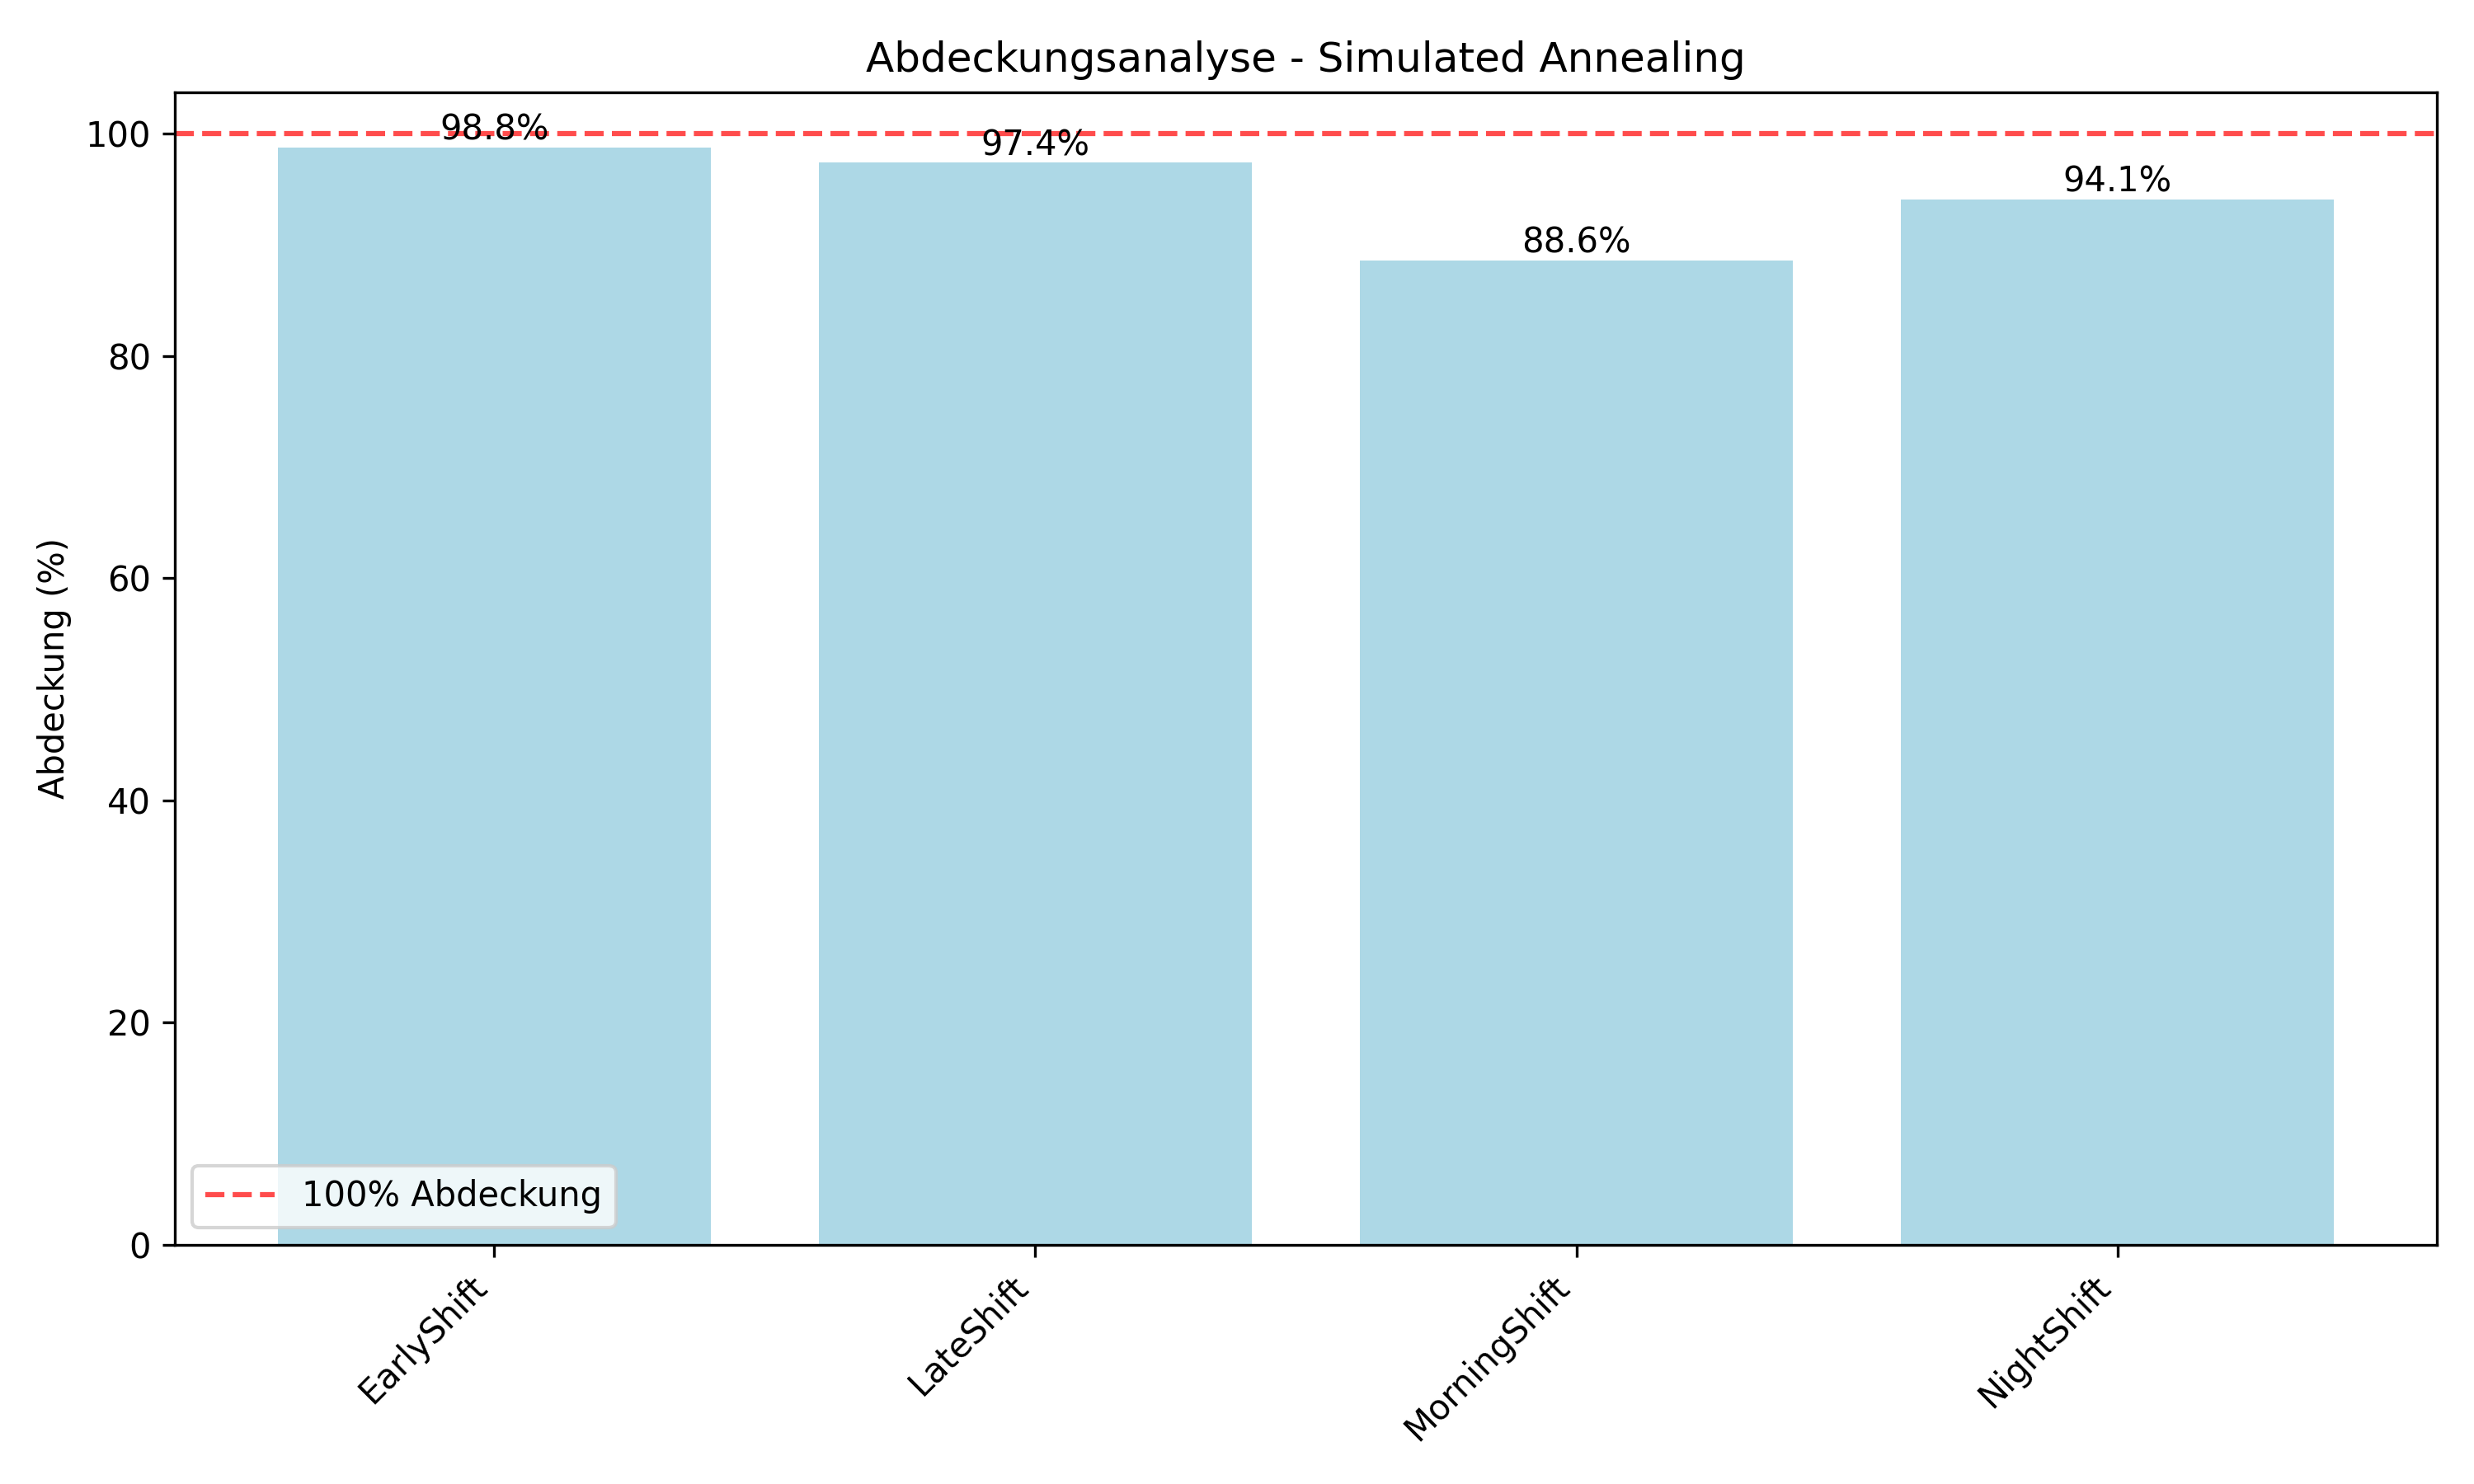 Abdeckungsanalyse - Simulated Annealing
98.8%
97.4%
88.6%
94.1%
100
80
60
40
20
0
Abdeckung (%)
100% Abdeckung
EarlyShift
LateShift
MorningShift
NightShift